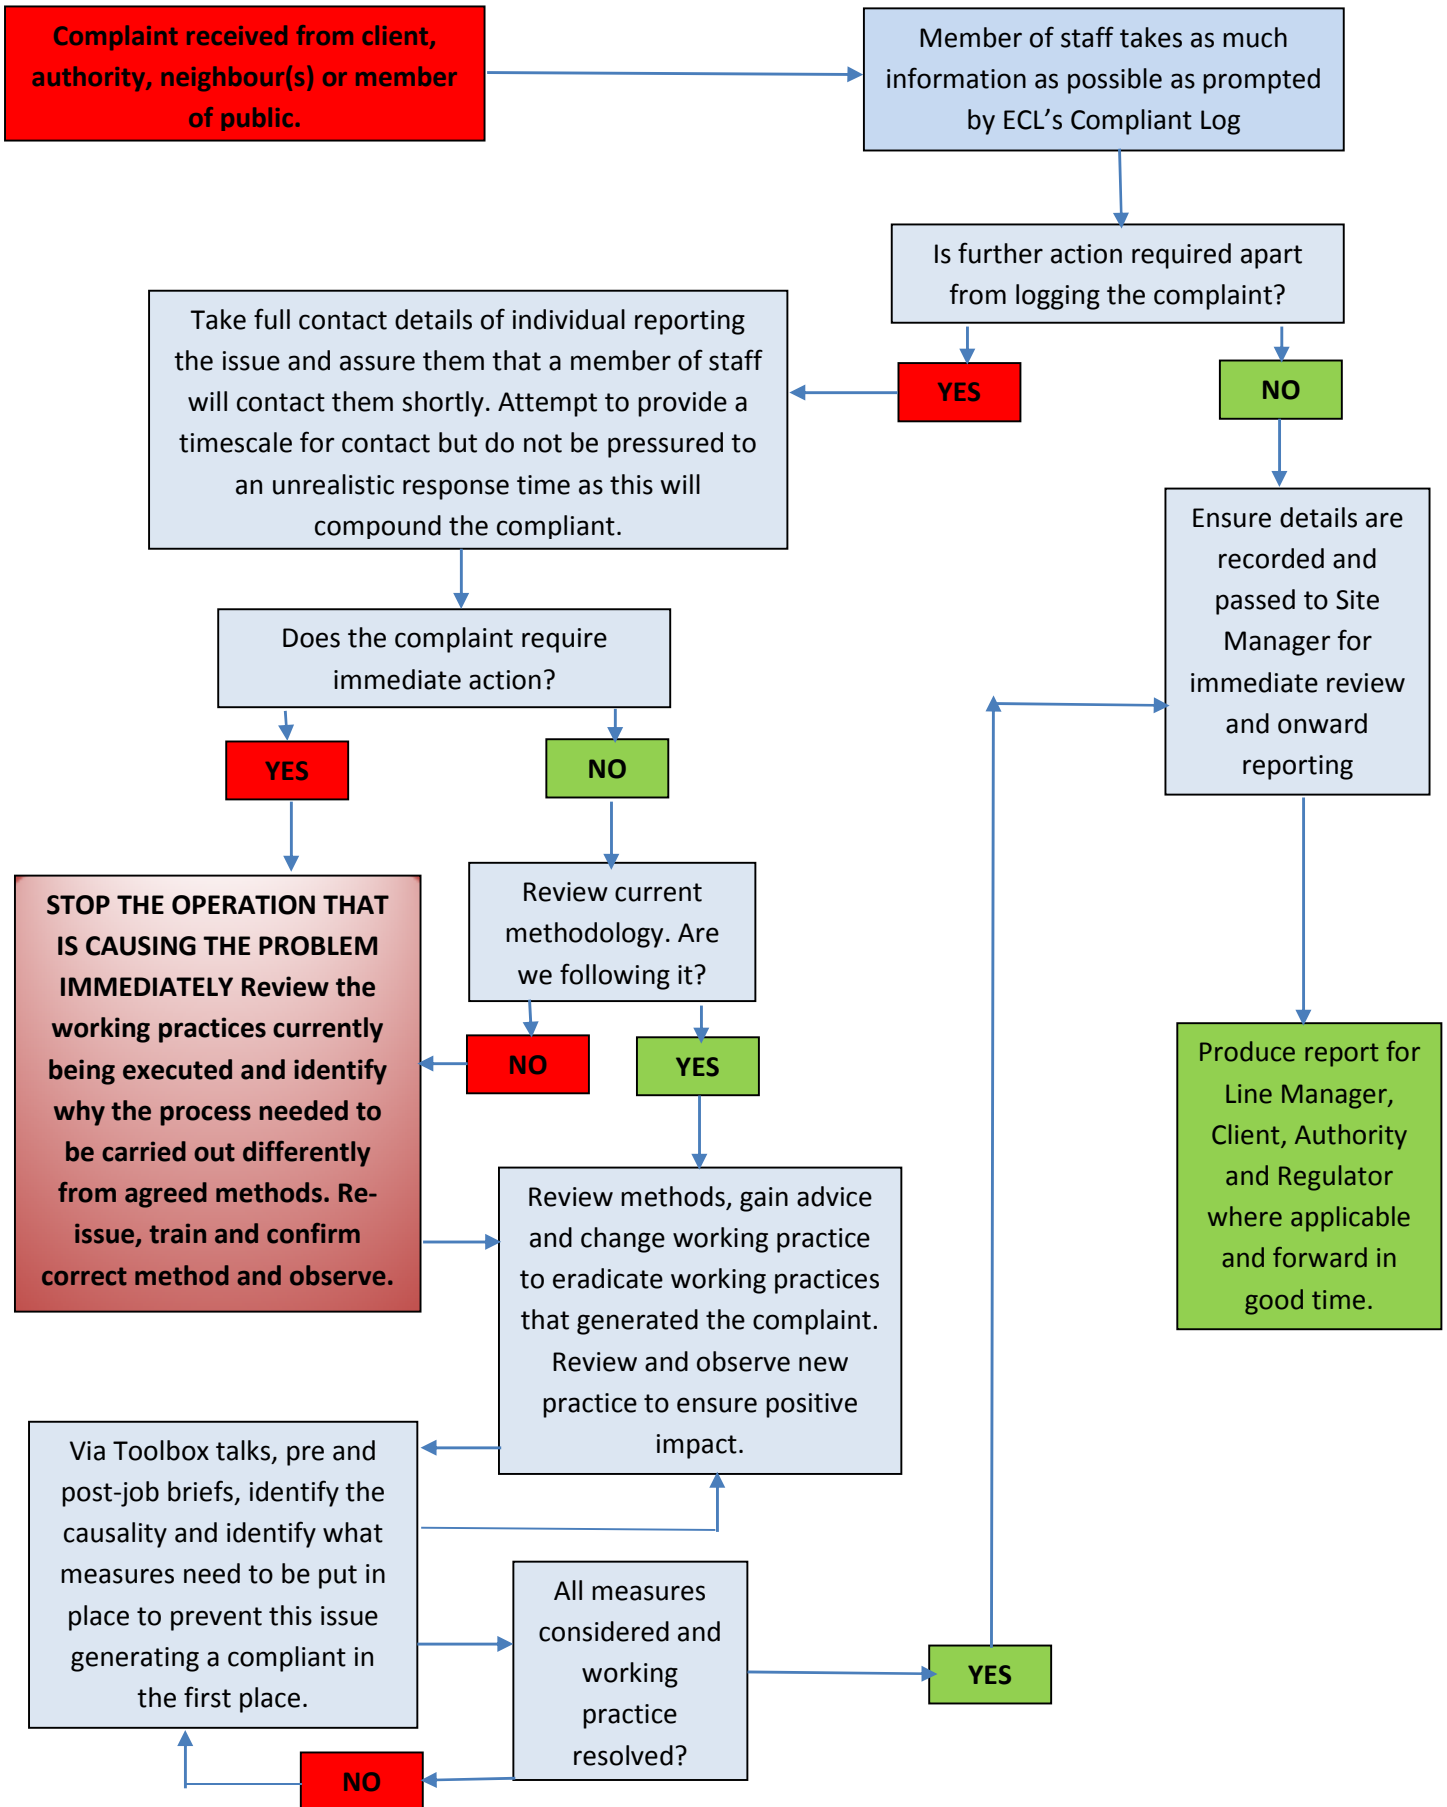 Complaint received from client,
authority, neighbour(s) or member
of public.
Member of staff takes as much
information as possible as prompted
by ECL’s Compliant Log
Is further action required apart
from logging the complaint?
YES
NO
Take full contact details of individual reporting
the issue and assure them that a member of staff
will contact them shortly. Attempt to provide a
timescale for contact but do not be pressured to
an unrealistic response time as this will
compound the compliant.
Ensure details are
recorded and
passed to Site
Manager for
immediate review
and onward
reporting
Does the complaint require
immediate action?
YES
NO
Review current
methodology. Are
we following it?
NO
YES
STOP THE OPERATION THAT
IS CAUSING THE PROBLEM
IMMEDIATELY Review the
working practices currently
being executed and identify
why the process needed to
be carried out differently
from agreed methods. Re-
issue, train and confirm
correct method and observe.
Produce report for
Line Manager,
Client, Authority
and Regulator
where applicable
and forward in
good time.
Review methods, gain advice
and change working practice
to eradicate working practices
that generated the complaint.
Review and observe new
practice to ensure positive
impact.
Via Toolbox talks, pre and
post-job briefs, identify the
causality and identify what
measures need to be put in
place to prevent this issue
generating a compliant in
the first place.
All measures
considered and
working
practice
resolved?
YES
NO